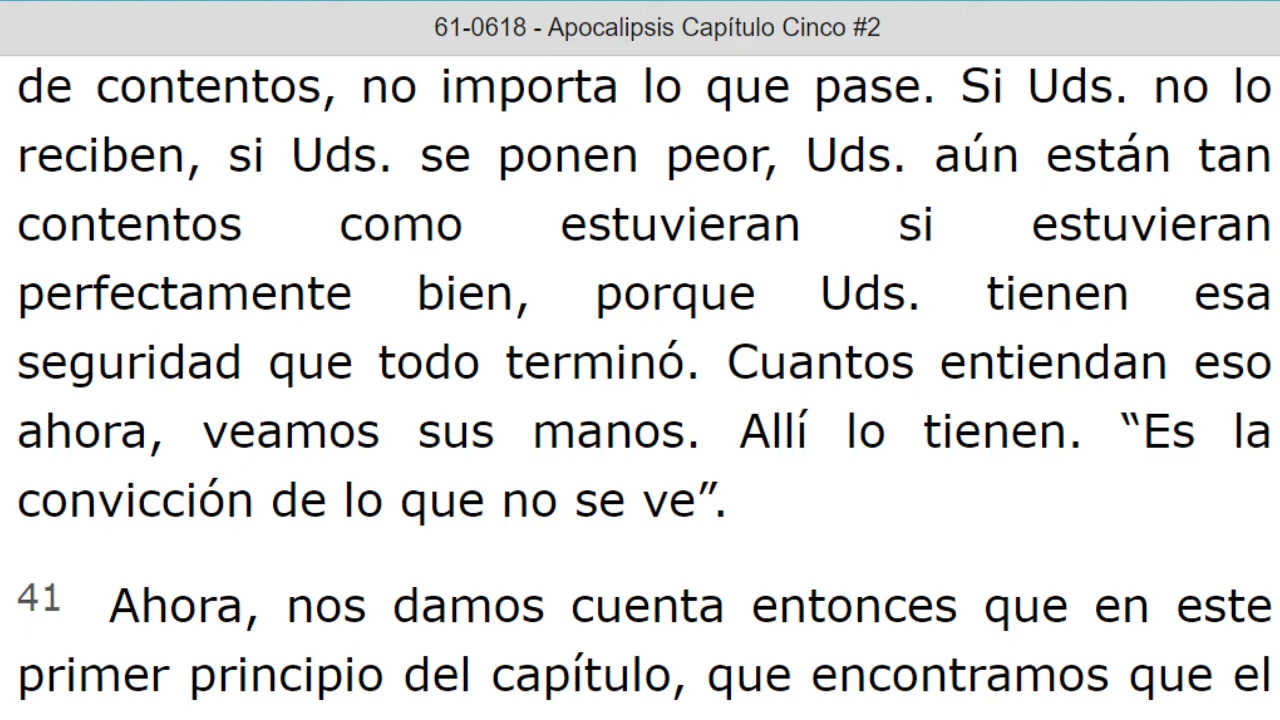 61-0618 - Apocalipsis Capítulo Cinco #2
de contentos, no importa lo que pase. Si Uds. no lo
reciben, si Uds. se ponen peor, Uds. aún están tan
contentos como estuvieran si estuvieran
perfectamente bien, porque Uds. tienen esa
seguridad que todo terminó. Cuantos entiendan eso
ahora, veamos sus manos. Allí lo tienen. “Es la
convicción de lo que no se ve”.
41 Ahora, nos damos cuenta entonces que en este
primer principio del capítulo, que encontramos que el